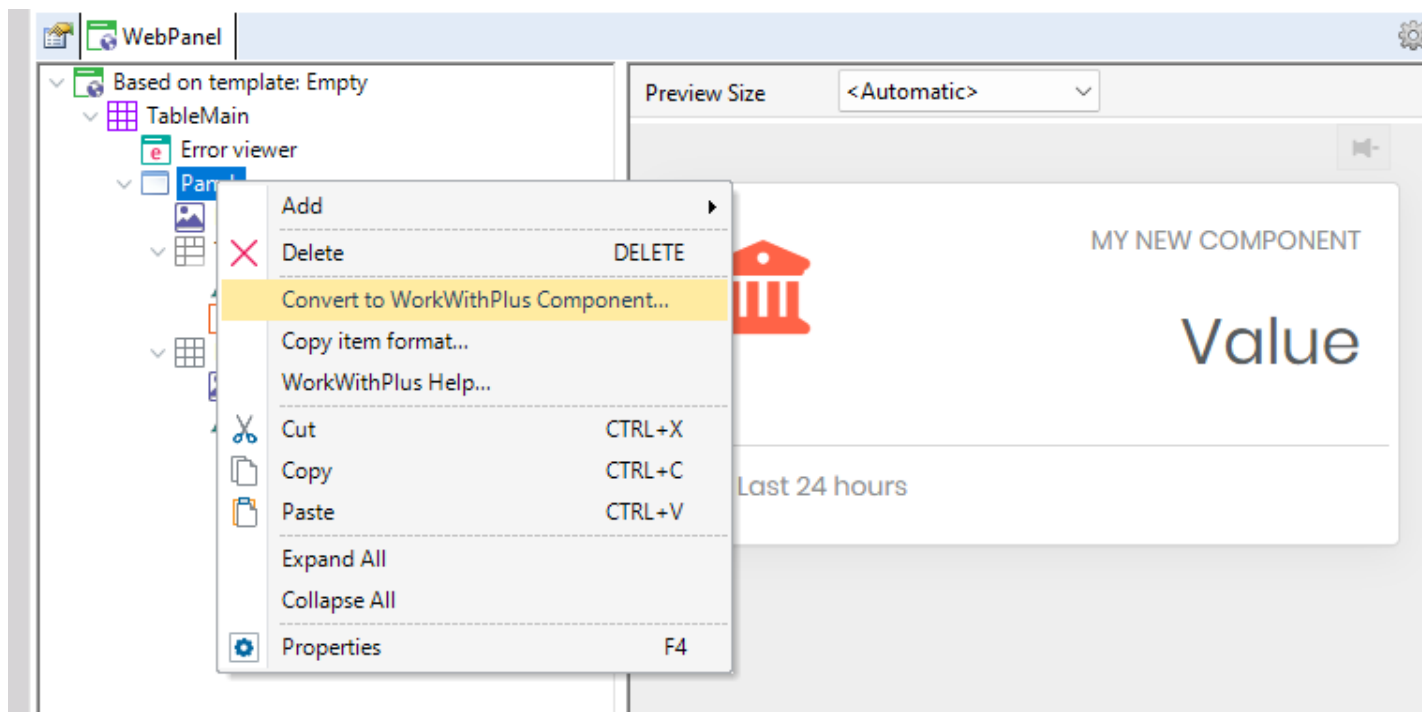 WebPanel
Based on template: Empty
TableMain
Error viewer
Add
Delete DELETE
Convert to WorkWithPlus Component...
Copy item format...
WorkWithPlus Help...
Cut CTRL+X
Copy CTRL+C
Paste CTRL+V
Expand All
Collapse All
Properties F4
Preview Size <Automatic>
MY NEW COMPONENT
Value
Last 24 hours